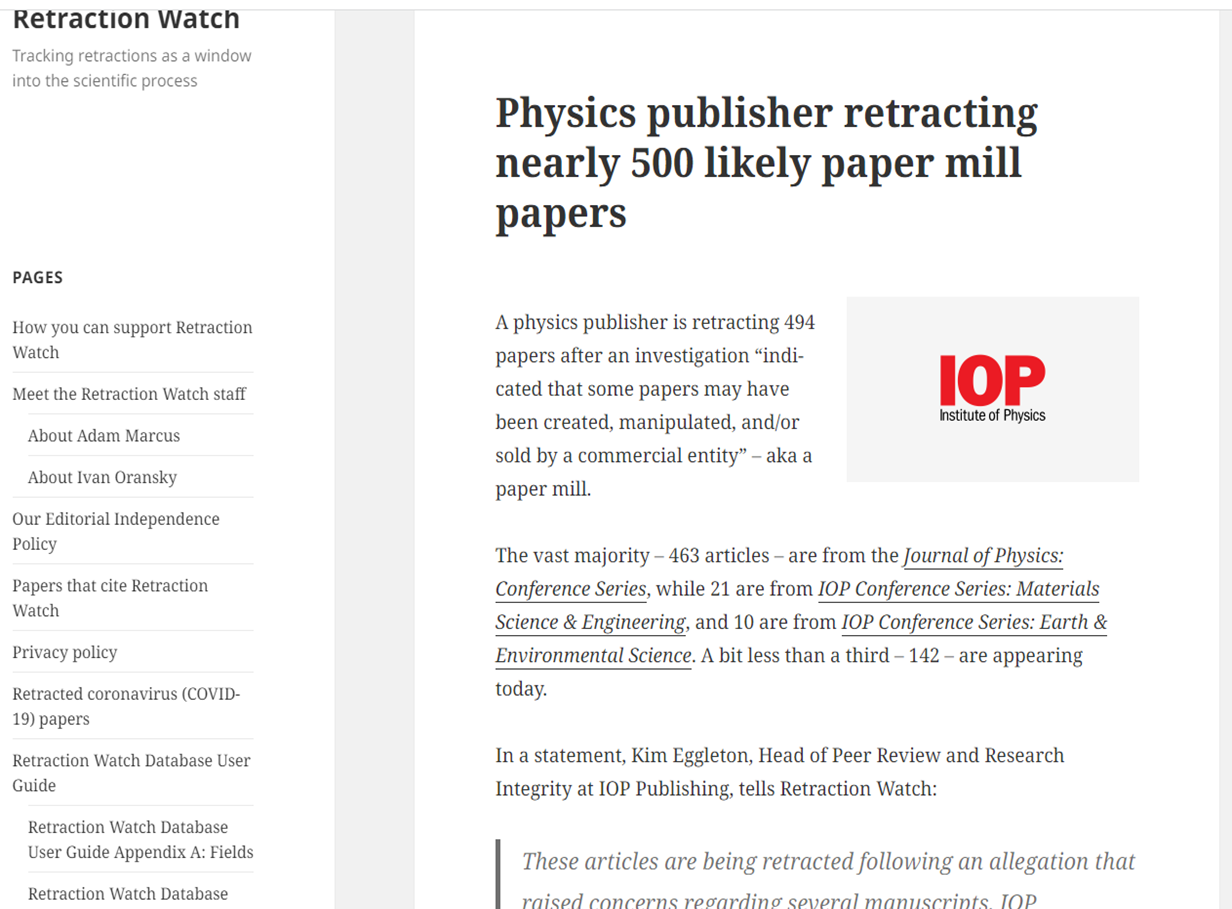 Retraction Watch
Tracking retractions as a window
into the scientific process
PAGES
How you can support Retraction
Watch
Meet the Retraction Watch staff
About Adam Marcus
About Ivan Oransky
Our Editorial Independence
Policy
Papers that cite Retraction
Watch
Privacy policy
Retracted coronavirus (COVID-
19) papers
Retraction Watch Database User
Guide
Retraction Watch Database
User Guide Appendix A: Fields
Retraction Watch Database
Physics publisher retracting
nearly 500 likely paper mill
papers
A physics publisher is retracting 494
papers after an investigation “indi-
cated that some papers may have
been created, manipulated, and/or
sold by a commercial entity” – aka a
paper mill.
IOP
Institute of Physics
The vast majority – 463 articles – are from the Journal of Physics:
Conference Series, while 21 are from IOP Conference Series: Materials
Science & Engineering, and 10 are from IOP Conference Series: Earth &
Environmental Science. A bit less than a third – 142 – are appearing
today.
In a statement, Kim Eggleton, Head of Peer Review and Research
Integrity at IOP Publishing, tells Retraction Watch:
These articles are being retracted following an allegation that
raised concerns regarding several manuscripts. IOP